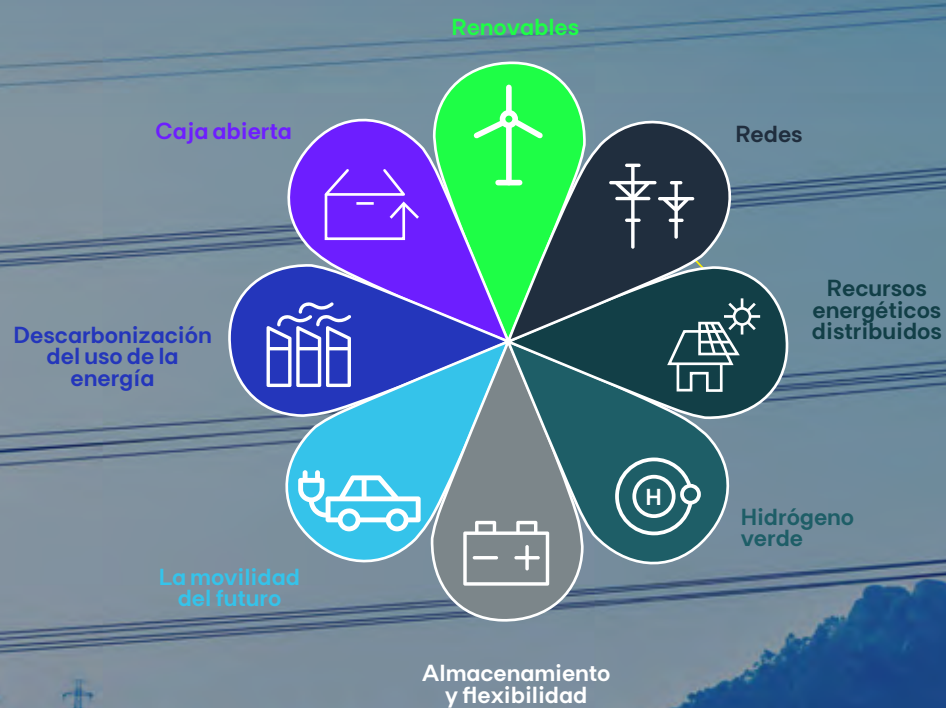 Renovables
Caja abierta
Redes
Recursos
energéticos
distribuidos
Descarbonización
del uso de la
energía
H
Hidrógeno
verde
La movilidad
del futuro
Almacenamiento
y flexibilidad